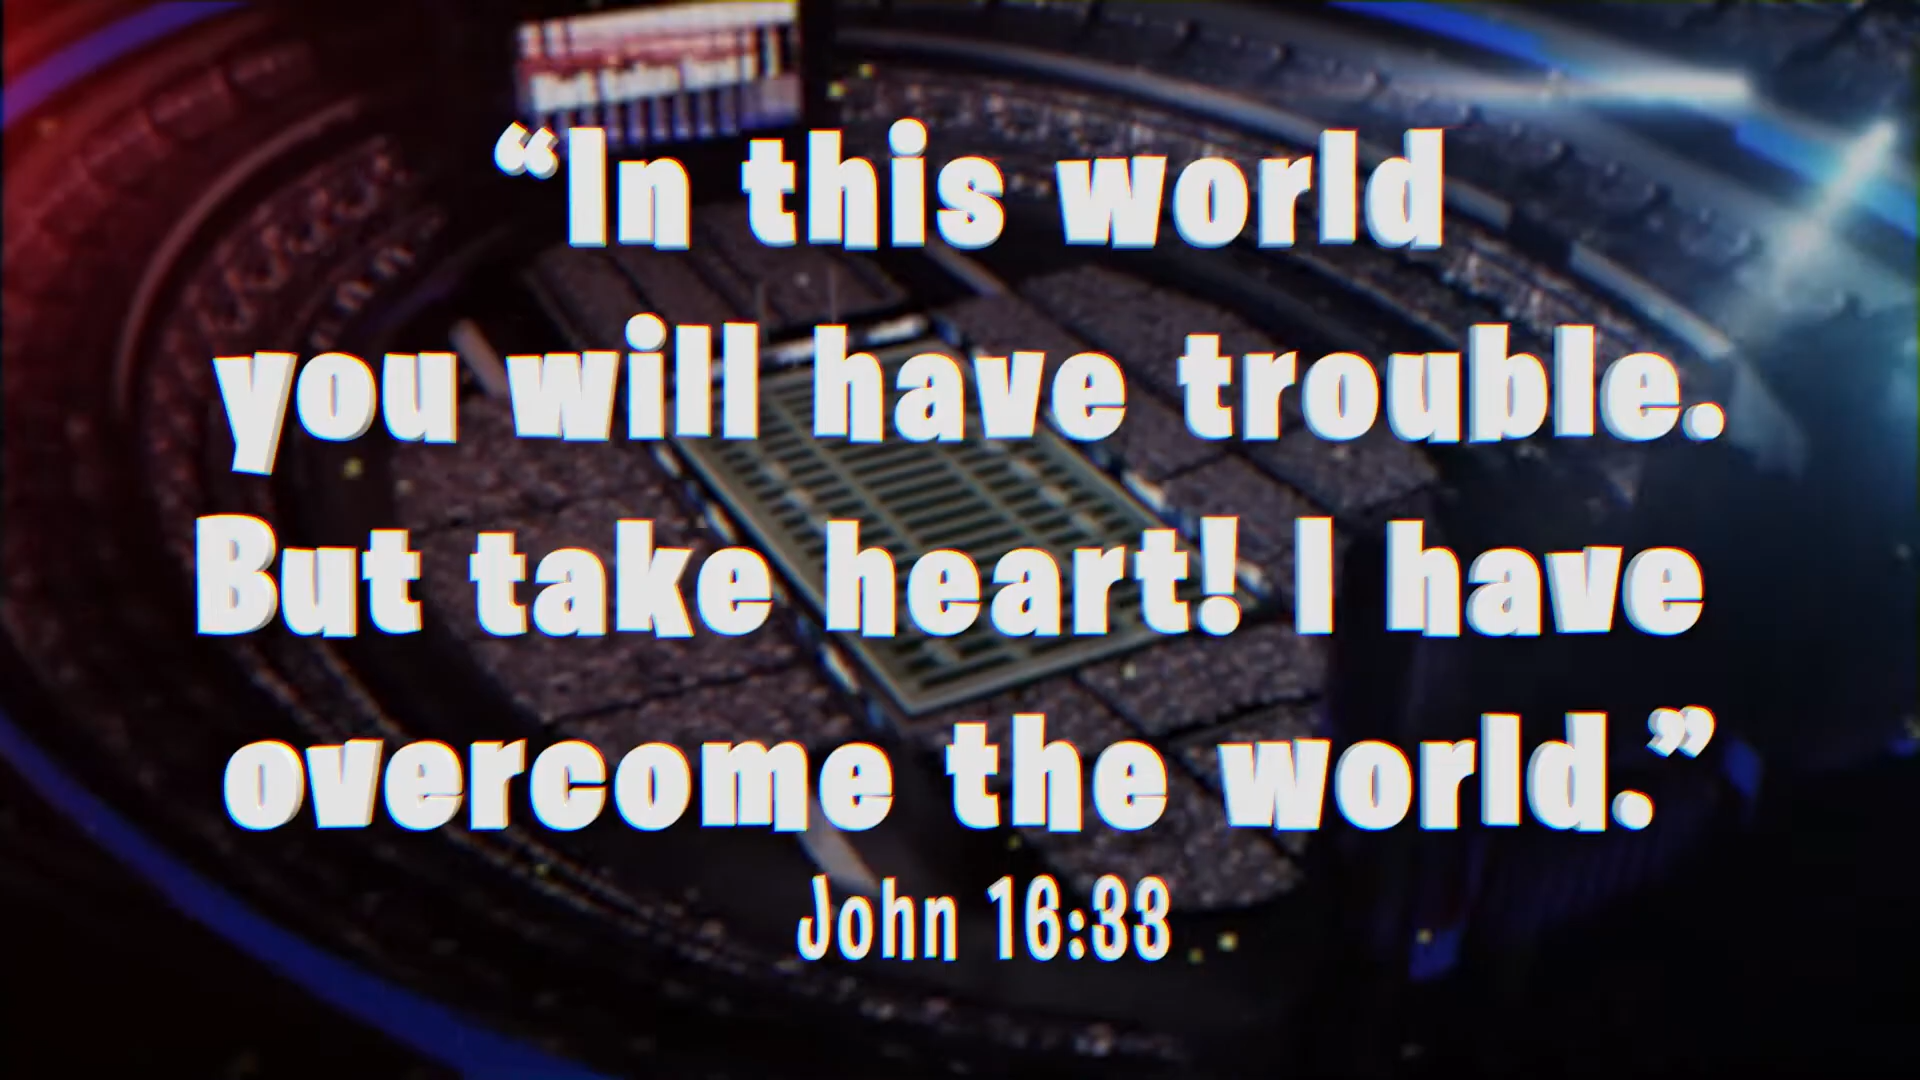 “In this world
you will have trouble.
But take heart! I have
overcome the world.”
John 16:33